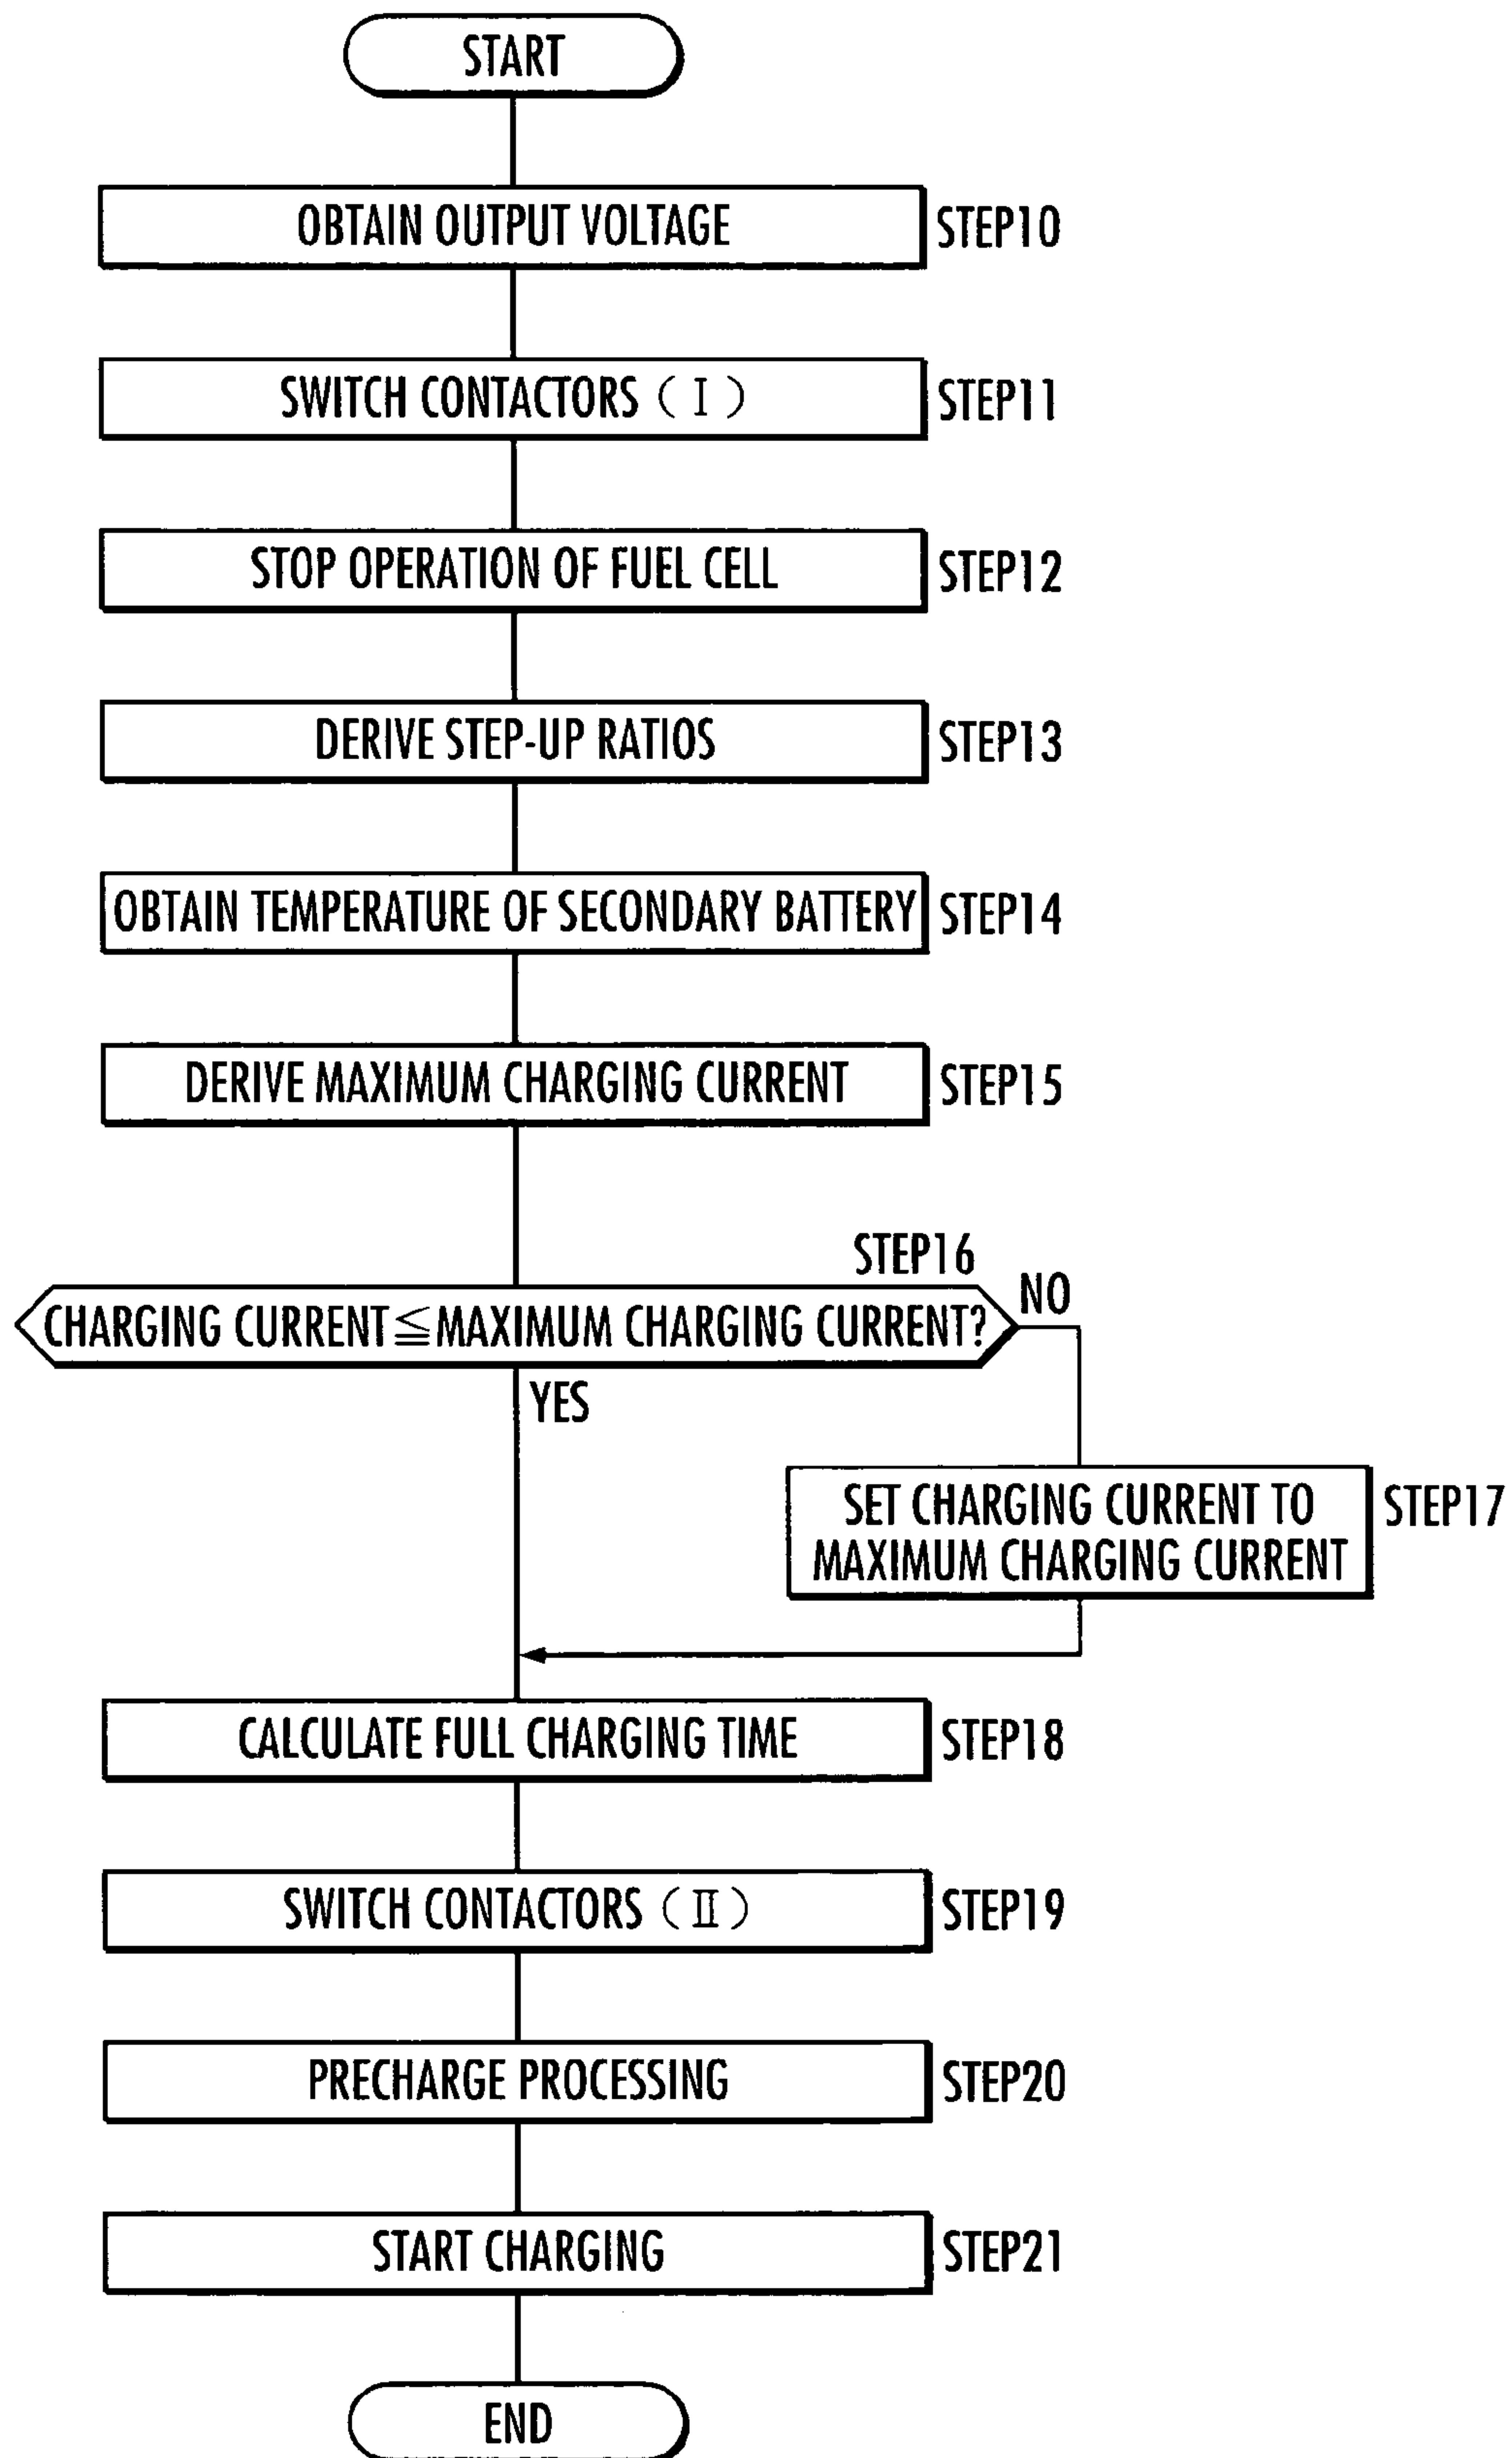 START
OBTAIN OUTPUT VOLTAGE STEP10
SWITCH CONTACTORS (Ⅰ) STEP11
STOP OPERATION OF FUEL CELL STEP12
DERIVE STEP-UP RATIOS STEP13
OBTAIN TEMPERATURE OF SECONDARY BATTERY STEP14
DERIVE MAXIMUM CHARGING CURRENT STEP15
STEP16
CHARGING CURRENT≦MAXIMUM CHARGING CURRENT? NO
YES
SET CHARGING CURRENT TO STEP17
MAXIMUM CHARGING CURRENT
CALCULATE FULL CHARGING TIME STEP18
SWITCH CONTACTORS (Ⅱ) STEP19
PRECHARGE PROCESSING STEP20
START CHARGING STEP21
END